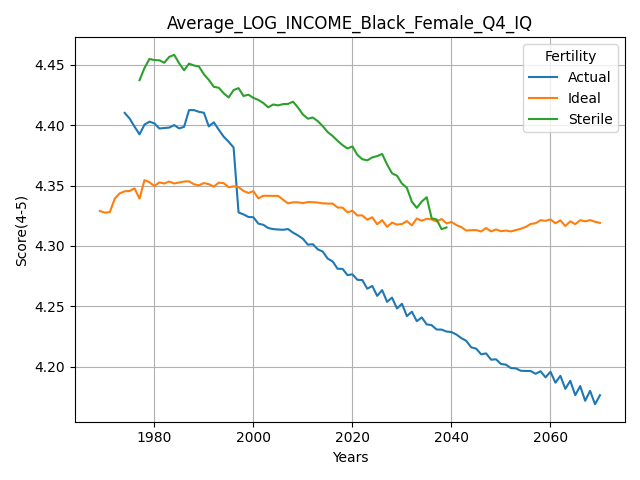 Average_LOG_INCOME_Black_Female_Q4_IQ
Score(4-5)
4.45
4.40
4.35
4.30
4.25
4.20
Fertility
Actual
Ideal
Sterile
1980
2000
2020
2040
2060
Years